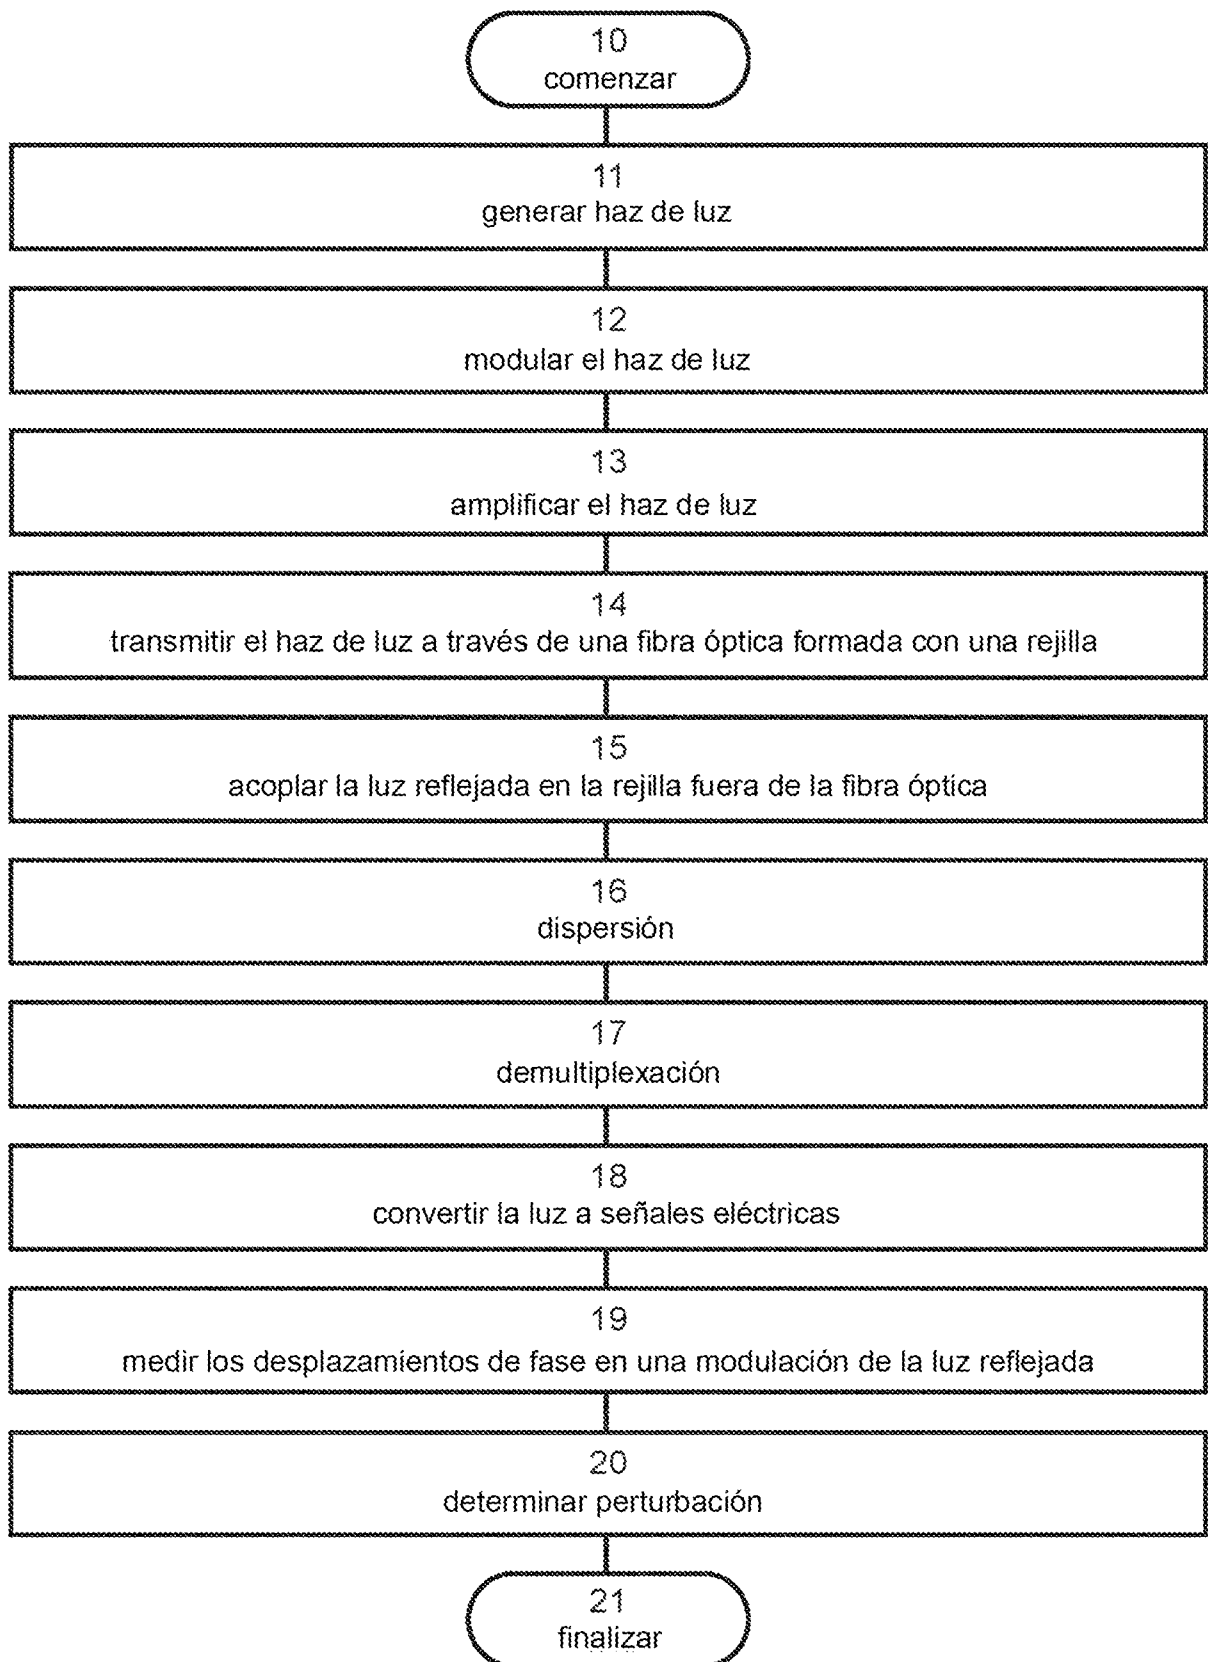 10
comenzar
11
generar haz de luz
12
modular el haz de luz
13
amplificar el haz de luz
14
transmitir el haz de luz a través de una fibra óptica formada con una rejilla
15
acoplar la luz reflejada en la rejilla fuera de la fibra óptica
16
dispersión
17
demultiplexación
18
convertir la luz a señales eléctricas
19
medir los desplazamientos de fase en una modulación de la luz reflejada
20
determinar perturbación
21
finalizar